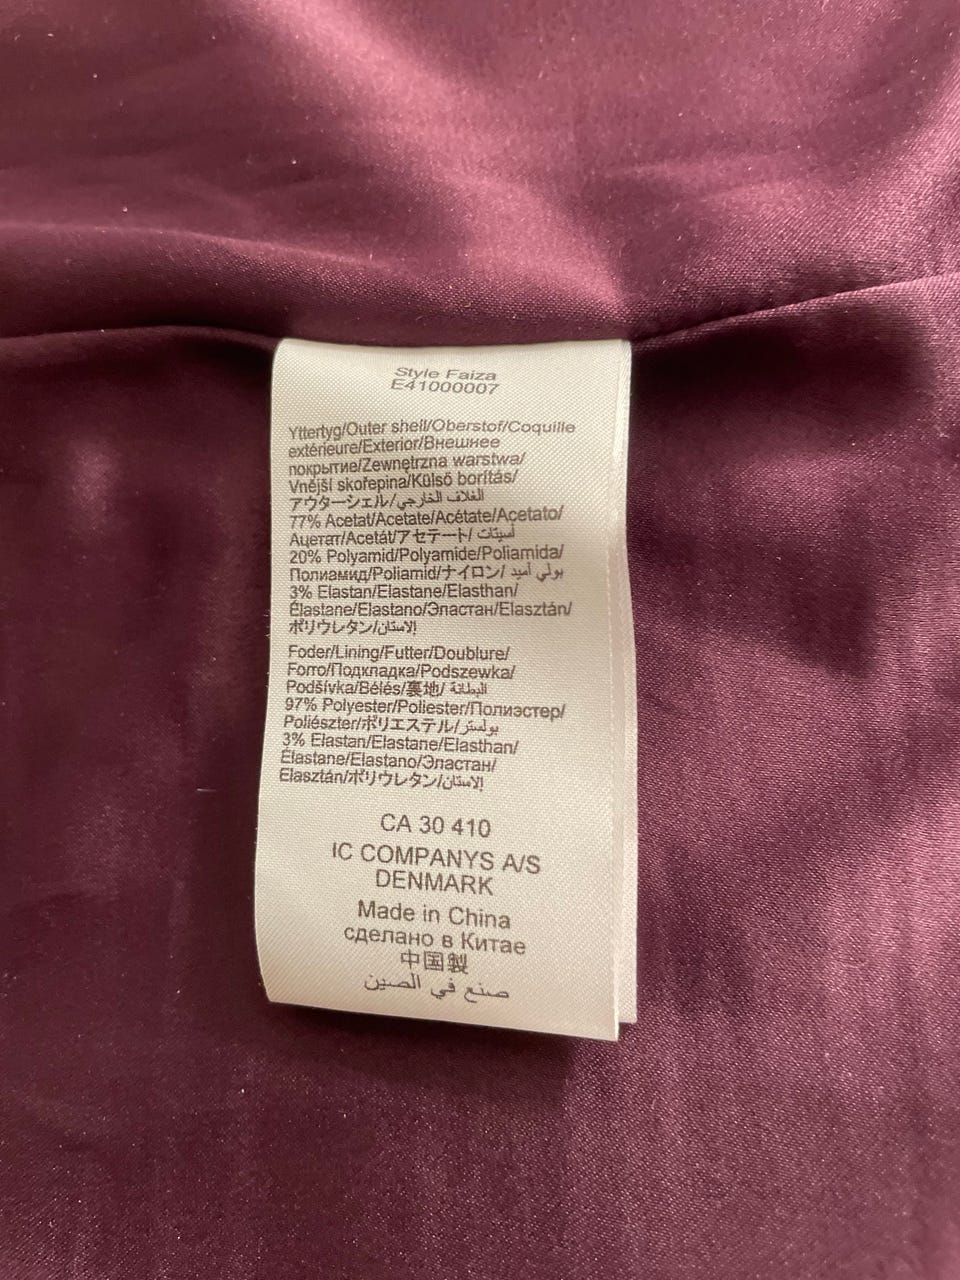 Style Faiza
E41000007
Yttertyg/Outer shell/Oberstof/Coquille
extérieure/Exterior/Внешнее
покрытие/Zewnętrzna warstwa/
Vnější skořepina/Külső borítás/
アウターシェル/الغلاف الخارجي/
77% Acetat/Acetate/Acétate/Acetato/
Ацетат/Acetát/アセテート/ أسيتات
20% Polyamid/Polyamide/Poliamida/
Полиамид/Poliamid/ナイロン/ بولي أميد
3% Elastan/Elastane/Elasthan/
Élastane/Elastano/Эластан/Elasztán/
ポリウレタン/الاستان
Foder/Lining/Futter/Doublure/
Forro/Подкладка/Podszewka/
Podšívka/Bélés/裏地/ البطانة
97% Polyester/Poliester/Полиэстер/
Poliészter/ポリエステル/بولستر
3% Elastan/Elastane/Elasthan/
Élastane/Elastano/Эластан/
Elasztán/ポリウレタン/الاستان
CA 30 410
IC COMPANYS A/S
DENMARK
Made in China
сделано в Китае
中国製
صنع في الصين